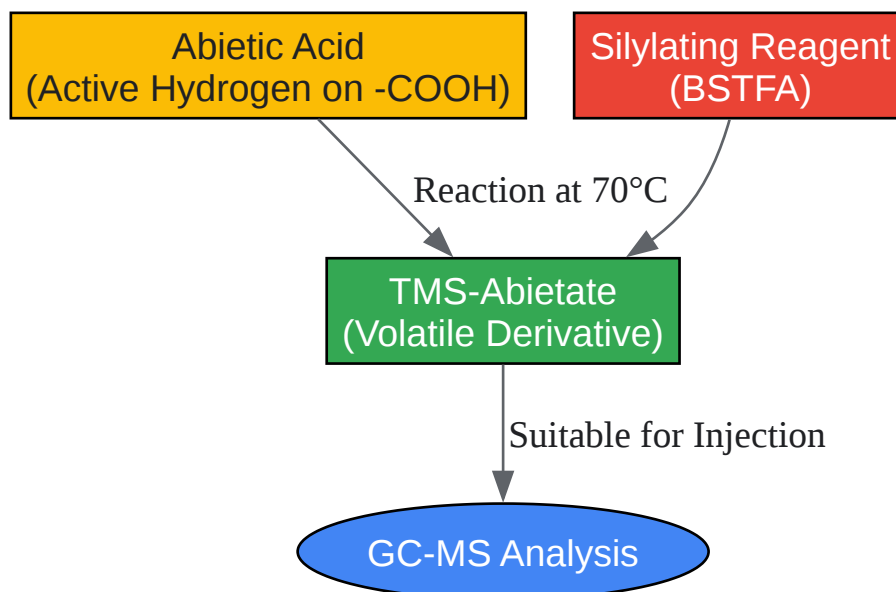 Abietic Acid
(Active Hydrogen on -COOH)
Silylating Reagent
(BSTFA)
Reaction at 70°C
TMS-Abietate
(Volatile Derivative)
Suitable for Injection
GC-MS Analysis